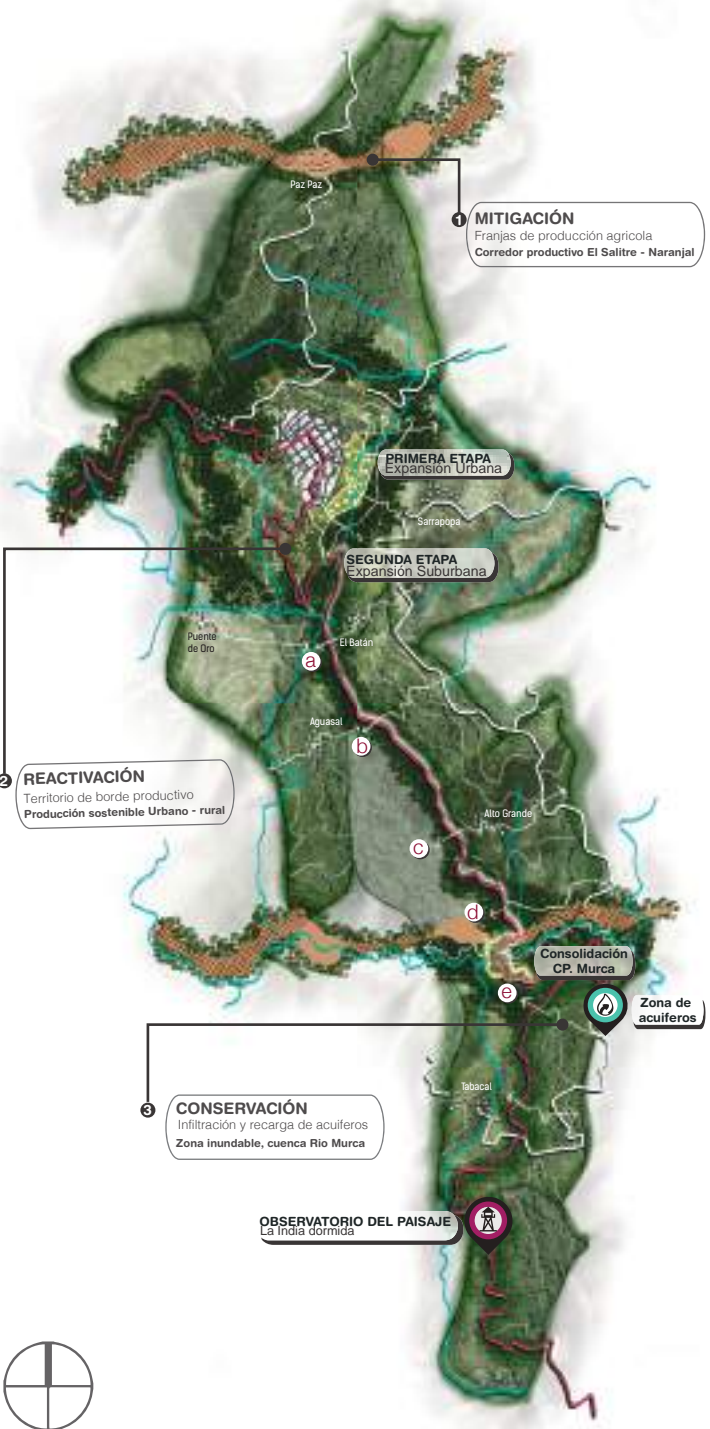 Paz Paz
1
MITIGACIÓN
Franjas de producción agricola
Corredor productivo El Salitre - Naranjal
PRIMERA ETAPA
Expansión Urbana
Sarrapopa
SEGUNDA ETAPA
Expansión Suburbana
Puente
de Oro
El Batán
a
Aguasal
b
2
REACTIVACIÓN
Territorio de borde productivo
Producción sostenible Urbano - rural
Alto Grande
c
d
Consolidación
CP. Murca
e
Zona de
acuiferos
Tabacal
3
CONSERVACIÓN
Infiltración y recarga de acuiferos
Zona inundable, cuenca Rio Murca
OBSERVATORIO DEL PAISAJE
La India dormida